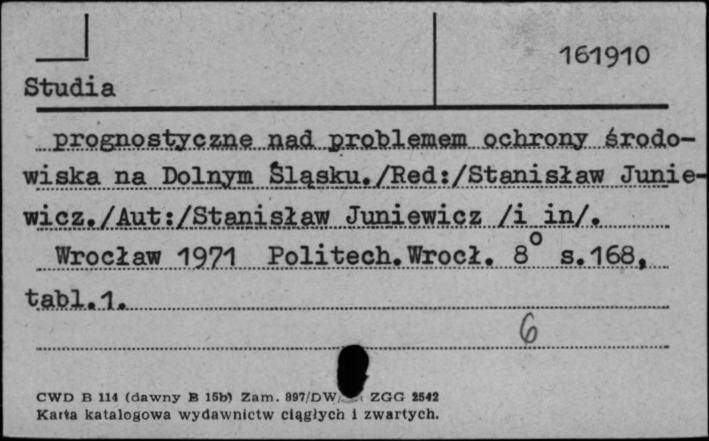 161910
Studia
prognostyczne nad problemem ochrony środo-
wiska na Dolnym Śląsku./Red:/Stanisław Junie-
wicz./Aut:/Stanisław Juniewicz /i in/.
Wrocław 1971 Politech.Wrocł. 8° s.168,
tabl.1.
6
CWD B 114 (dawny B 15b) Zam. 897/DW/ ZGG 2542
Karta katalogowa wydawnictw ciągłych i zwartych.